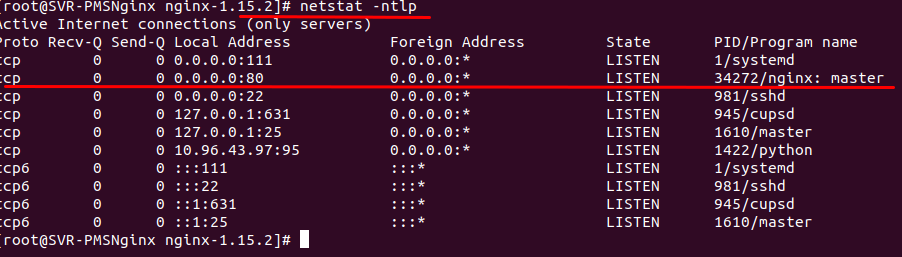 [root@SVR-PMSNginx nginx-1.15.2]# netstat -ntlp
Active Internet connections (only servers)
Proto Recv-Q Send-Q Local Address           Foreign Address         State       PID/Program name
tcp        0      0 0.0.0.0:111             0.0.0.0:*               LISTEN      1/systemd
tcp        0      0 0.0.0.0:80              0.0.0.0:*               LISTEN      34272/nginx: master
tcp        0      0 0.0.0.0:22              0.0.0.0:*               LISTEN      981/sshd
tcp        0      0 127.0.0.1:631           0.0.0.0:*               LISTEN      945/cupsd
tcp        0      0 127.0.0.1:25            0.0.0.0:*               LISTEN      1610/master
tcp        0      0 10.96.43.97:95          0.0.0.0:*               LISTEN      1422/python
tcp6       0      0 :::111                  :::*                    LISTEN      1/systemd
tcp6       0      0 :::22                   :::*                    LISTEN      981/sshd
tcp6       0      0 ::1:631                 :::*                    LISTEN      945/cupsd
tcp6       0      0 ::1:25                  :::*                    LISTEN      1610/master
[root@SVR-PMSNginx nginx-1.15.2]#